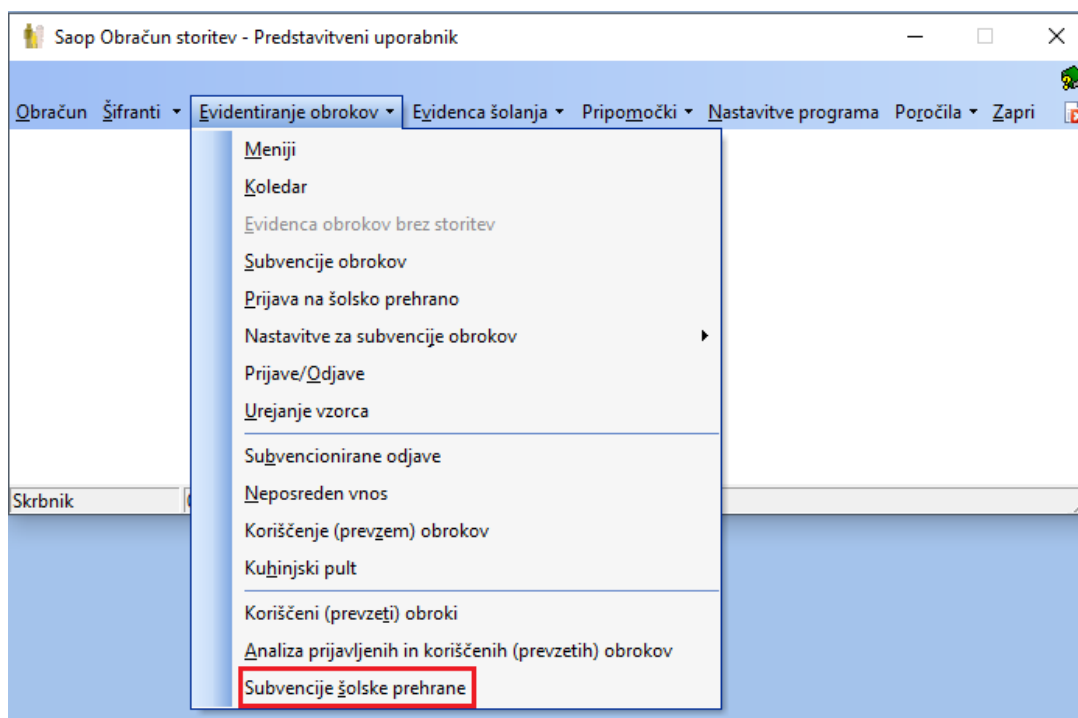 Saop Obračun storitev - Predstavitveni uporabnik
Obračun Šifranti Evidentiranje obrokov Evidenca šolanja Pripomočki Nastavitve programa Poročila Zapri
Meniji
Koledar
Evidenca obrokov brez storitev
Subvencije obrokov
Prijava na šolsko prehrano
Nastavitve za subvencije obrokov
Prijave/Odjave
Urejanje vzorca
Subvencionirane odjave
Neposreden vnos
Skrbnik
Koriščenje (prevzem) obrokov
Kuhinjski pult
Koriščeni (prevzeti) obroki
Analiza prijavljenih in koriščenih (prevzetih) obrokov
Subvencije šolske prehrane